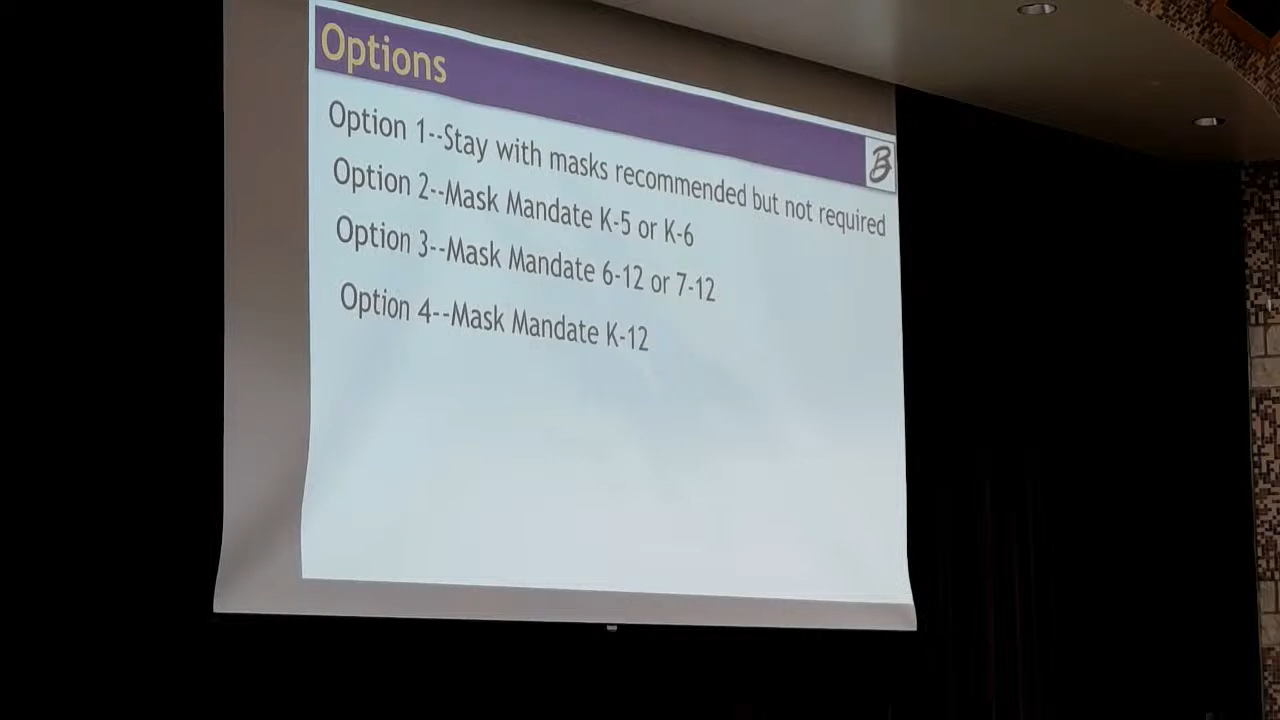 Options
B
Option 1--Stay with masks recommended but not required
Option 2--Mask Mandate K-5 or K-6
Option 3--Mask Mandate 6-12 or 7-12
Option 4--Mask Mandate K-12